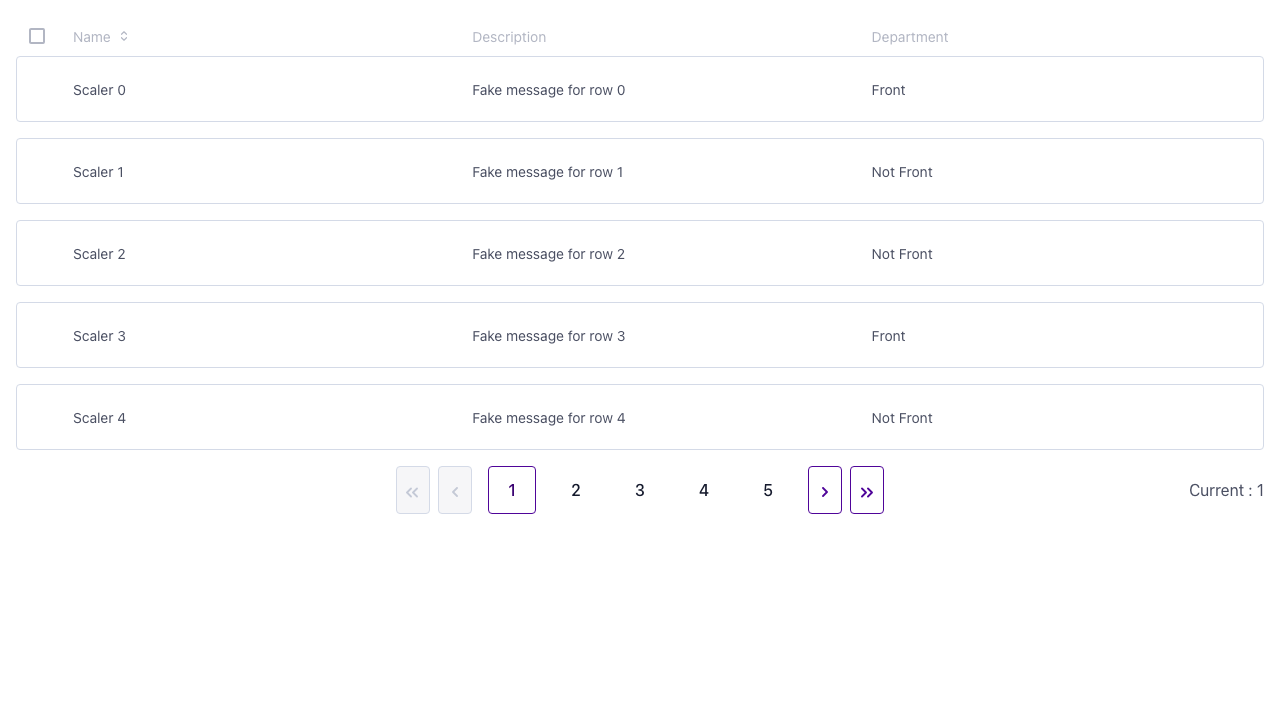 Name Description Department
Scaler 0 Fake message for row 0 Front
Scaler 1 Fake message for row 1 Not Front
Scaler 2 Fake message for row 2 Not Front
Scaler 3 Fake message for row 3 Front
Scaler 4 Fake message for row 4 Not Front
1 2 3 4 5 Current : 1